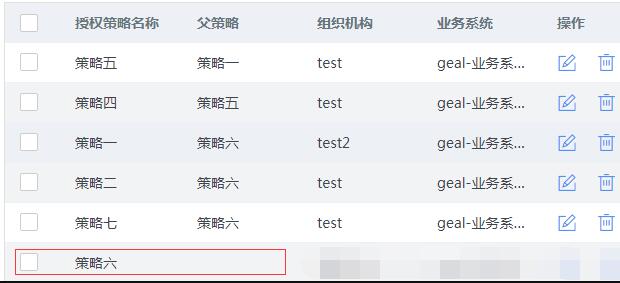 授权策略名称 父策略 组织机构 业务系统 操作
策略五 策略一 test geal-业务系...
策略四 策略五 test geal-业务系...
策略一 策略六 test2 geal-业务系...
策略二 策略六 test geal-业务系...
策略七 策略六 test geal-业务系...
策略六